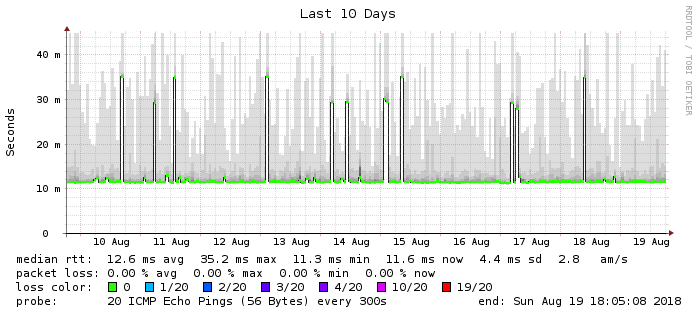 Last 10 Days
RRDTOOL / TOBI OETIKER
Seconds
40 m
30 m
20 m
10 m
0
10 Aug 11 Aug 12 Aug 13 Aug 14 Aug 15 Aug 16 Aug 17 Aug 18 Aug 19 Aug
median rtt: 12.6 ms avg 35.2 ms max 11.3 ms min 11.6 ms now 4.4 ms sd 2.8 am/s
packet loss: 0.00 % avg 0.00 % max 0.00 % min 0.00 % now
loss color: 0 1/20 2/20 3/20 4/20 10/20 19/20
probe: 20 ICMP Echo Pings (56 Bytes) every 300s end: Sun Aug 19 18:05:08 2018